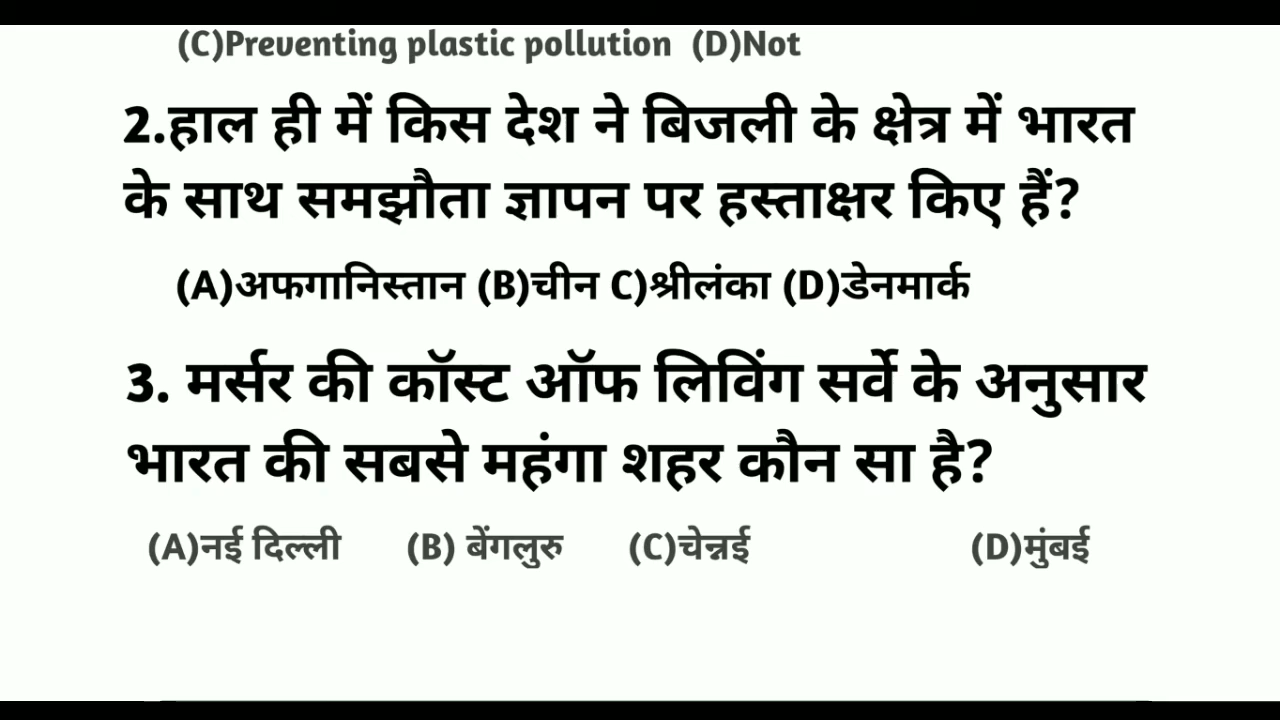 (C)Preventing plastic pollution (D)Not
2.हाल ही में किस देश ने बिजली के क्षेत्र में भारत
के साथ समझौता ज्ञापन पर हस्ताक्षर किए हैं?
(A)अफगानिस्तान (B)चीन C)श्रीलंका (D)डेनमार्क
3. मर्सर की कॉस्ट ऑफ लिविंग सर्वे के अनुसार
भारत की सबसे महंगा शहर कौन सा है?
(A)नई दिल्ली (B) बेंगलुरु (C)चेन्नई (D)मुंबई